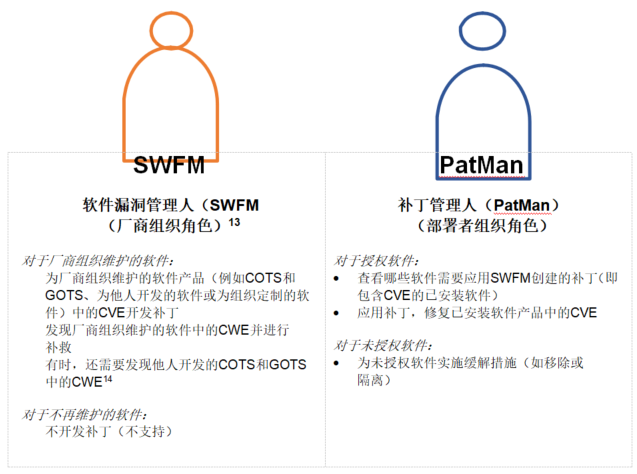 SWFM
软件漏洞管理人（SWFM
（厂商组织角色）13
对于厂商组织维护的软件：
为厂商组织维护的软件产品（例如COTS和
GOTS、为他人开发的软件或为组织定制的软
件）中的CVE开发补丁
发现厂商组织维护的软件中的CWE并进行
补救
有时，还需要发现他人开发的COTS和GOTS
中的CWE14
对于不再维护的软件：
不开发补丁（不支持）
PatMan
补丁管理人（PatMan）
（部署者组织角色）
对于授权软件：
• 查看哪些软件需要应用SWFM创建的补丁（即
包含CVE的已安装软件）
• 应用补丁，修复已安装软件产品中的CVE
对于未授权软件：
• 为未授权软件实施缓解措施（如移除或
隔离）